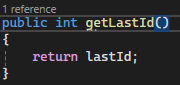 1 reference
public int getLastId()
{
    return lastId;
}